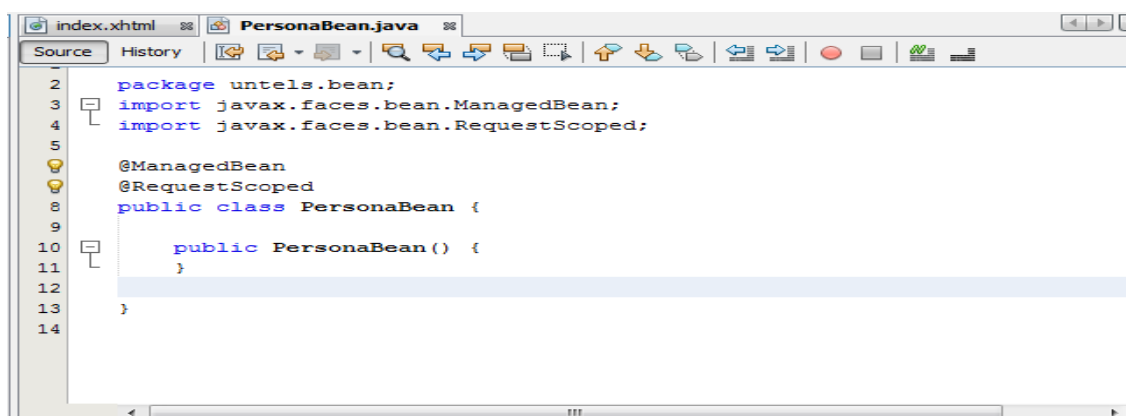 index.xhtml PersonaBean.java
Source History
2 package untels.bean;
3 import javax.faces.bean.ManagedBean;
4 import javax.faces.bean.RequestScoped;
5
@ManagedBean
@RequestScoped
8 public class PersonaBean {
9
10 public PersonaBean() {
11 }
12
13 }
14